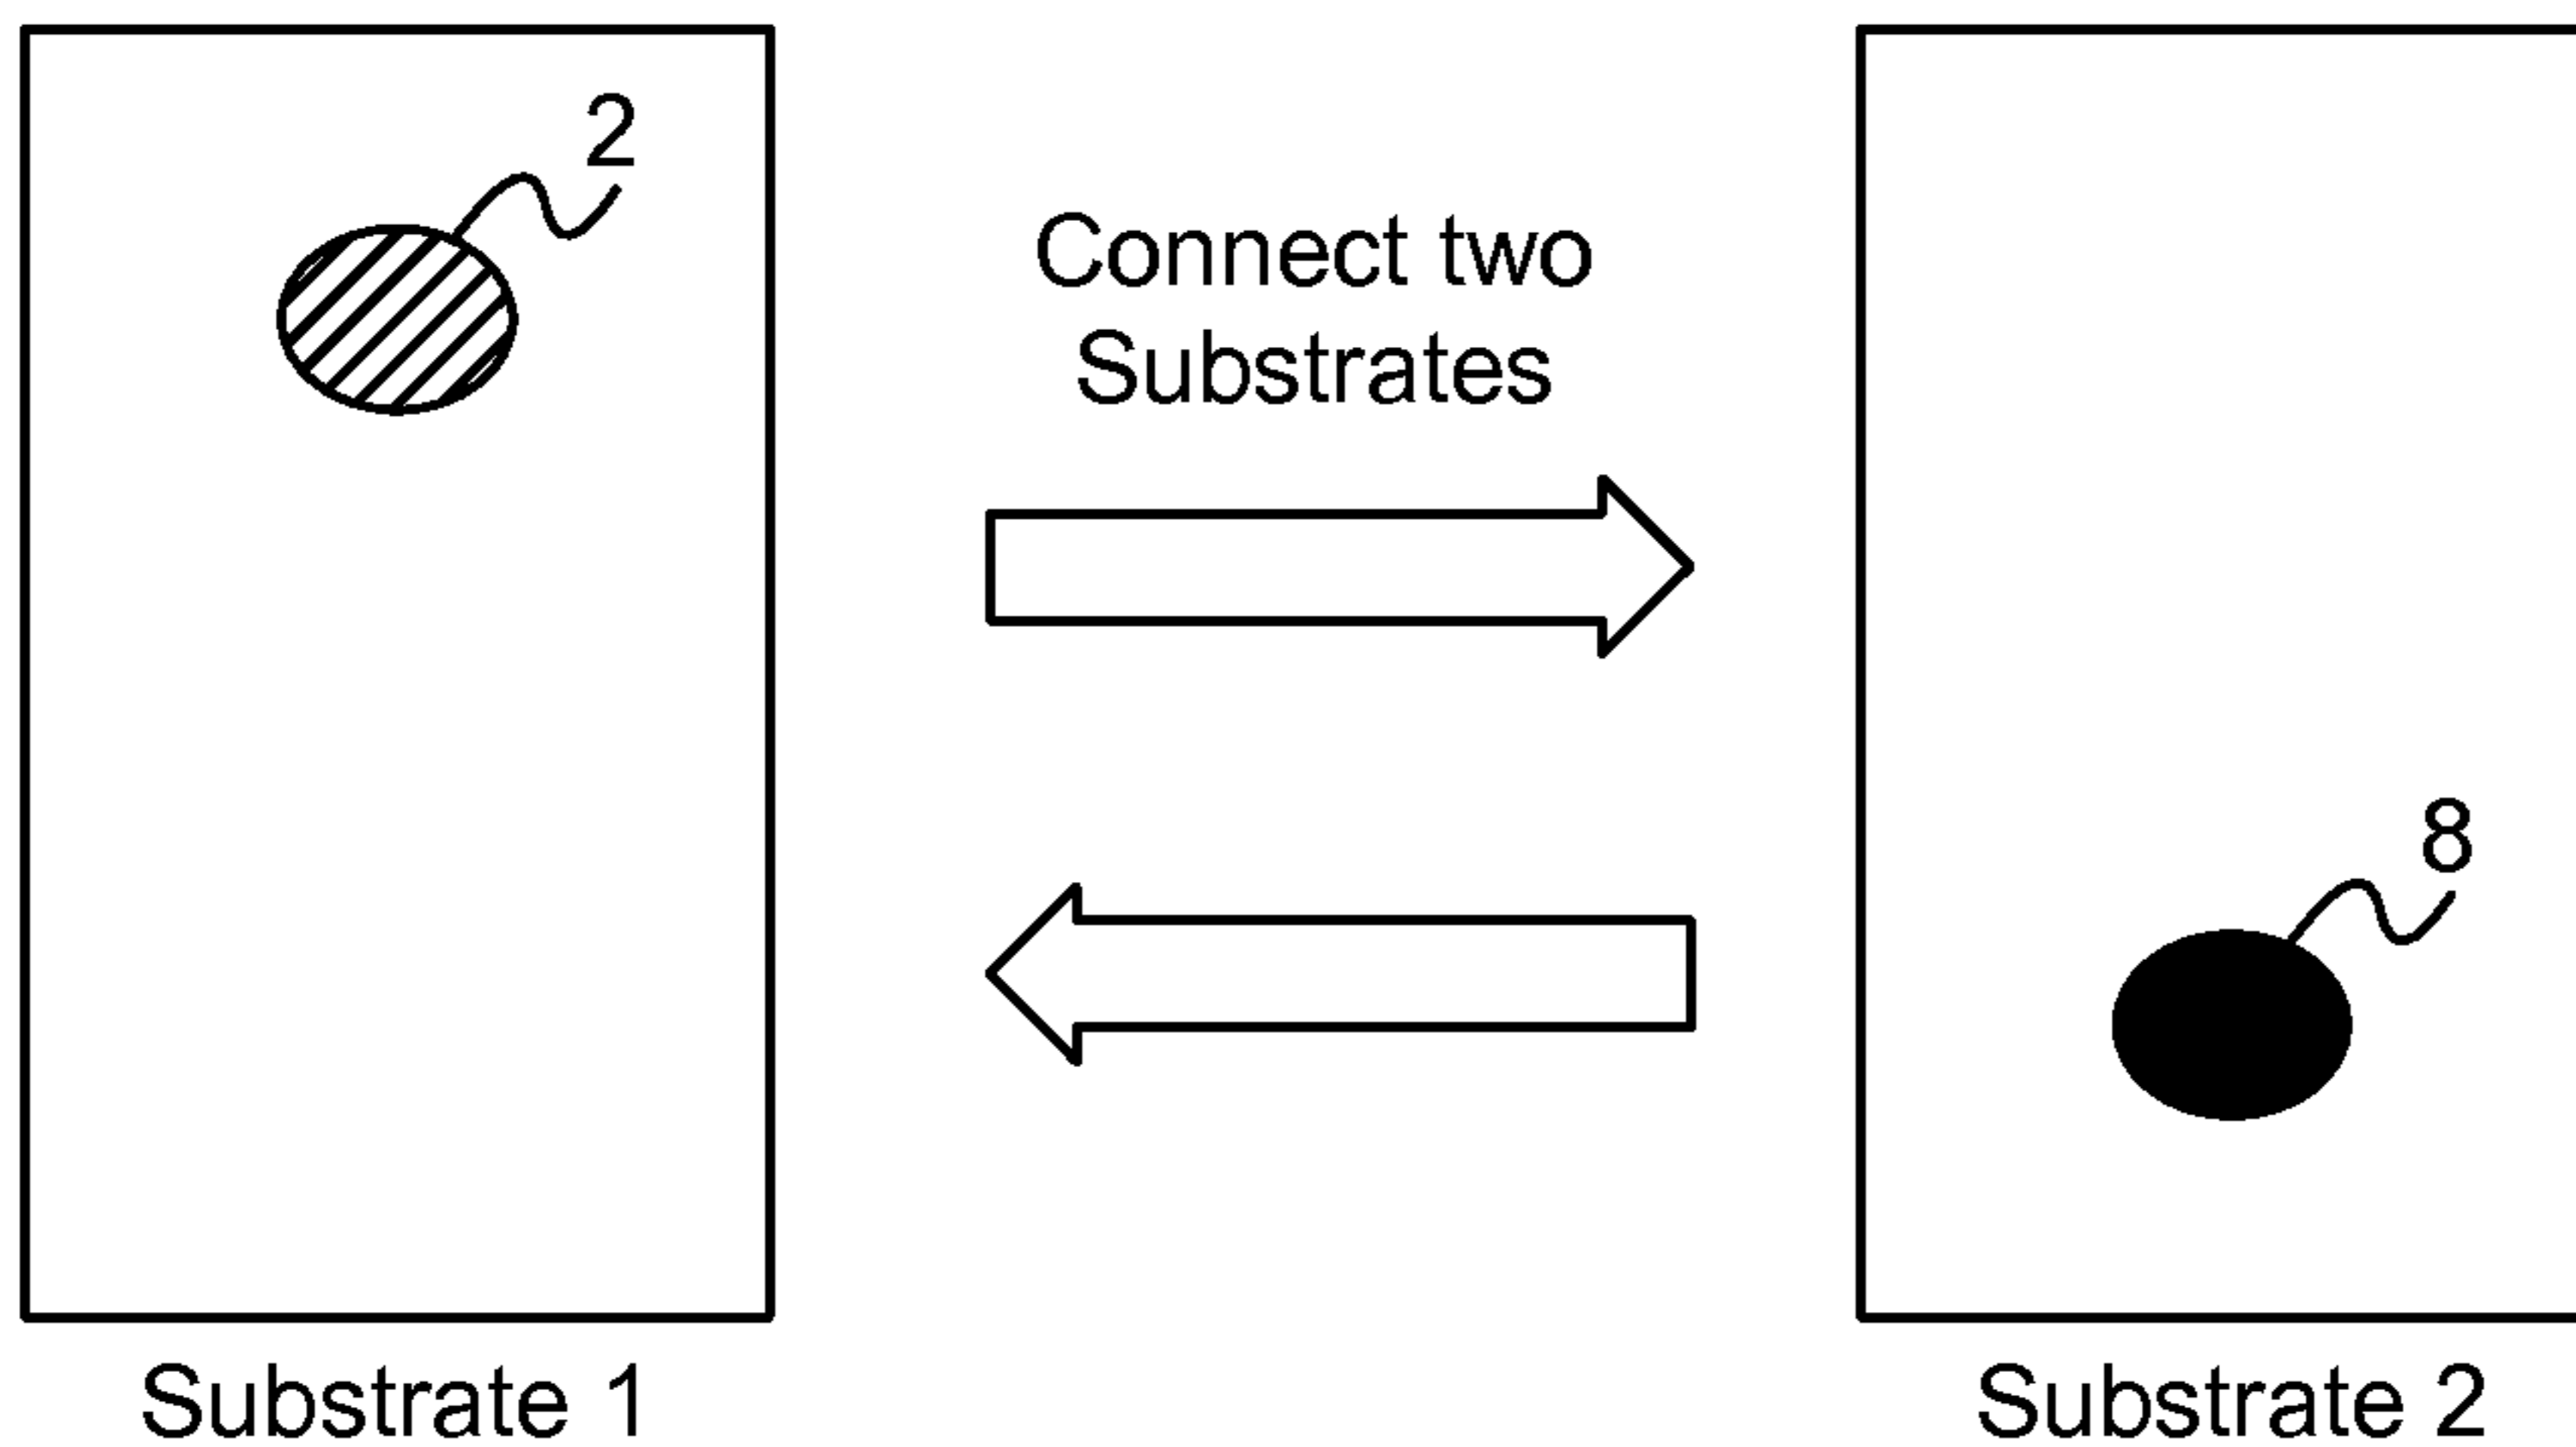 2
Connect two
Substrates
8
Substrate 1
Substrate 2